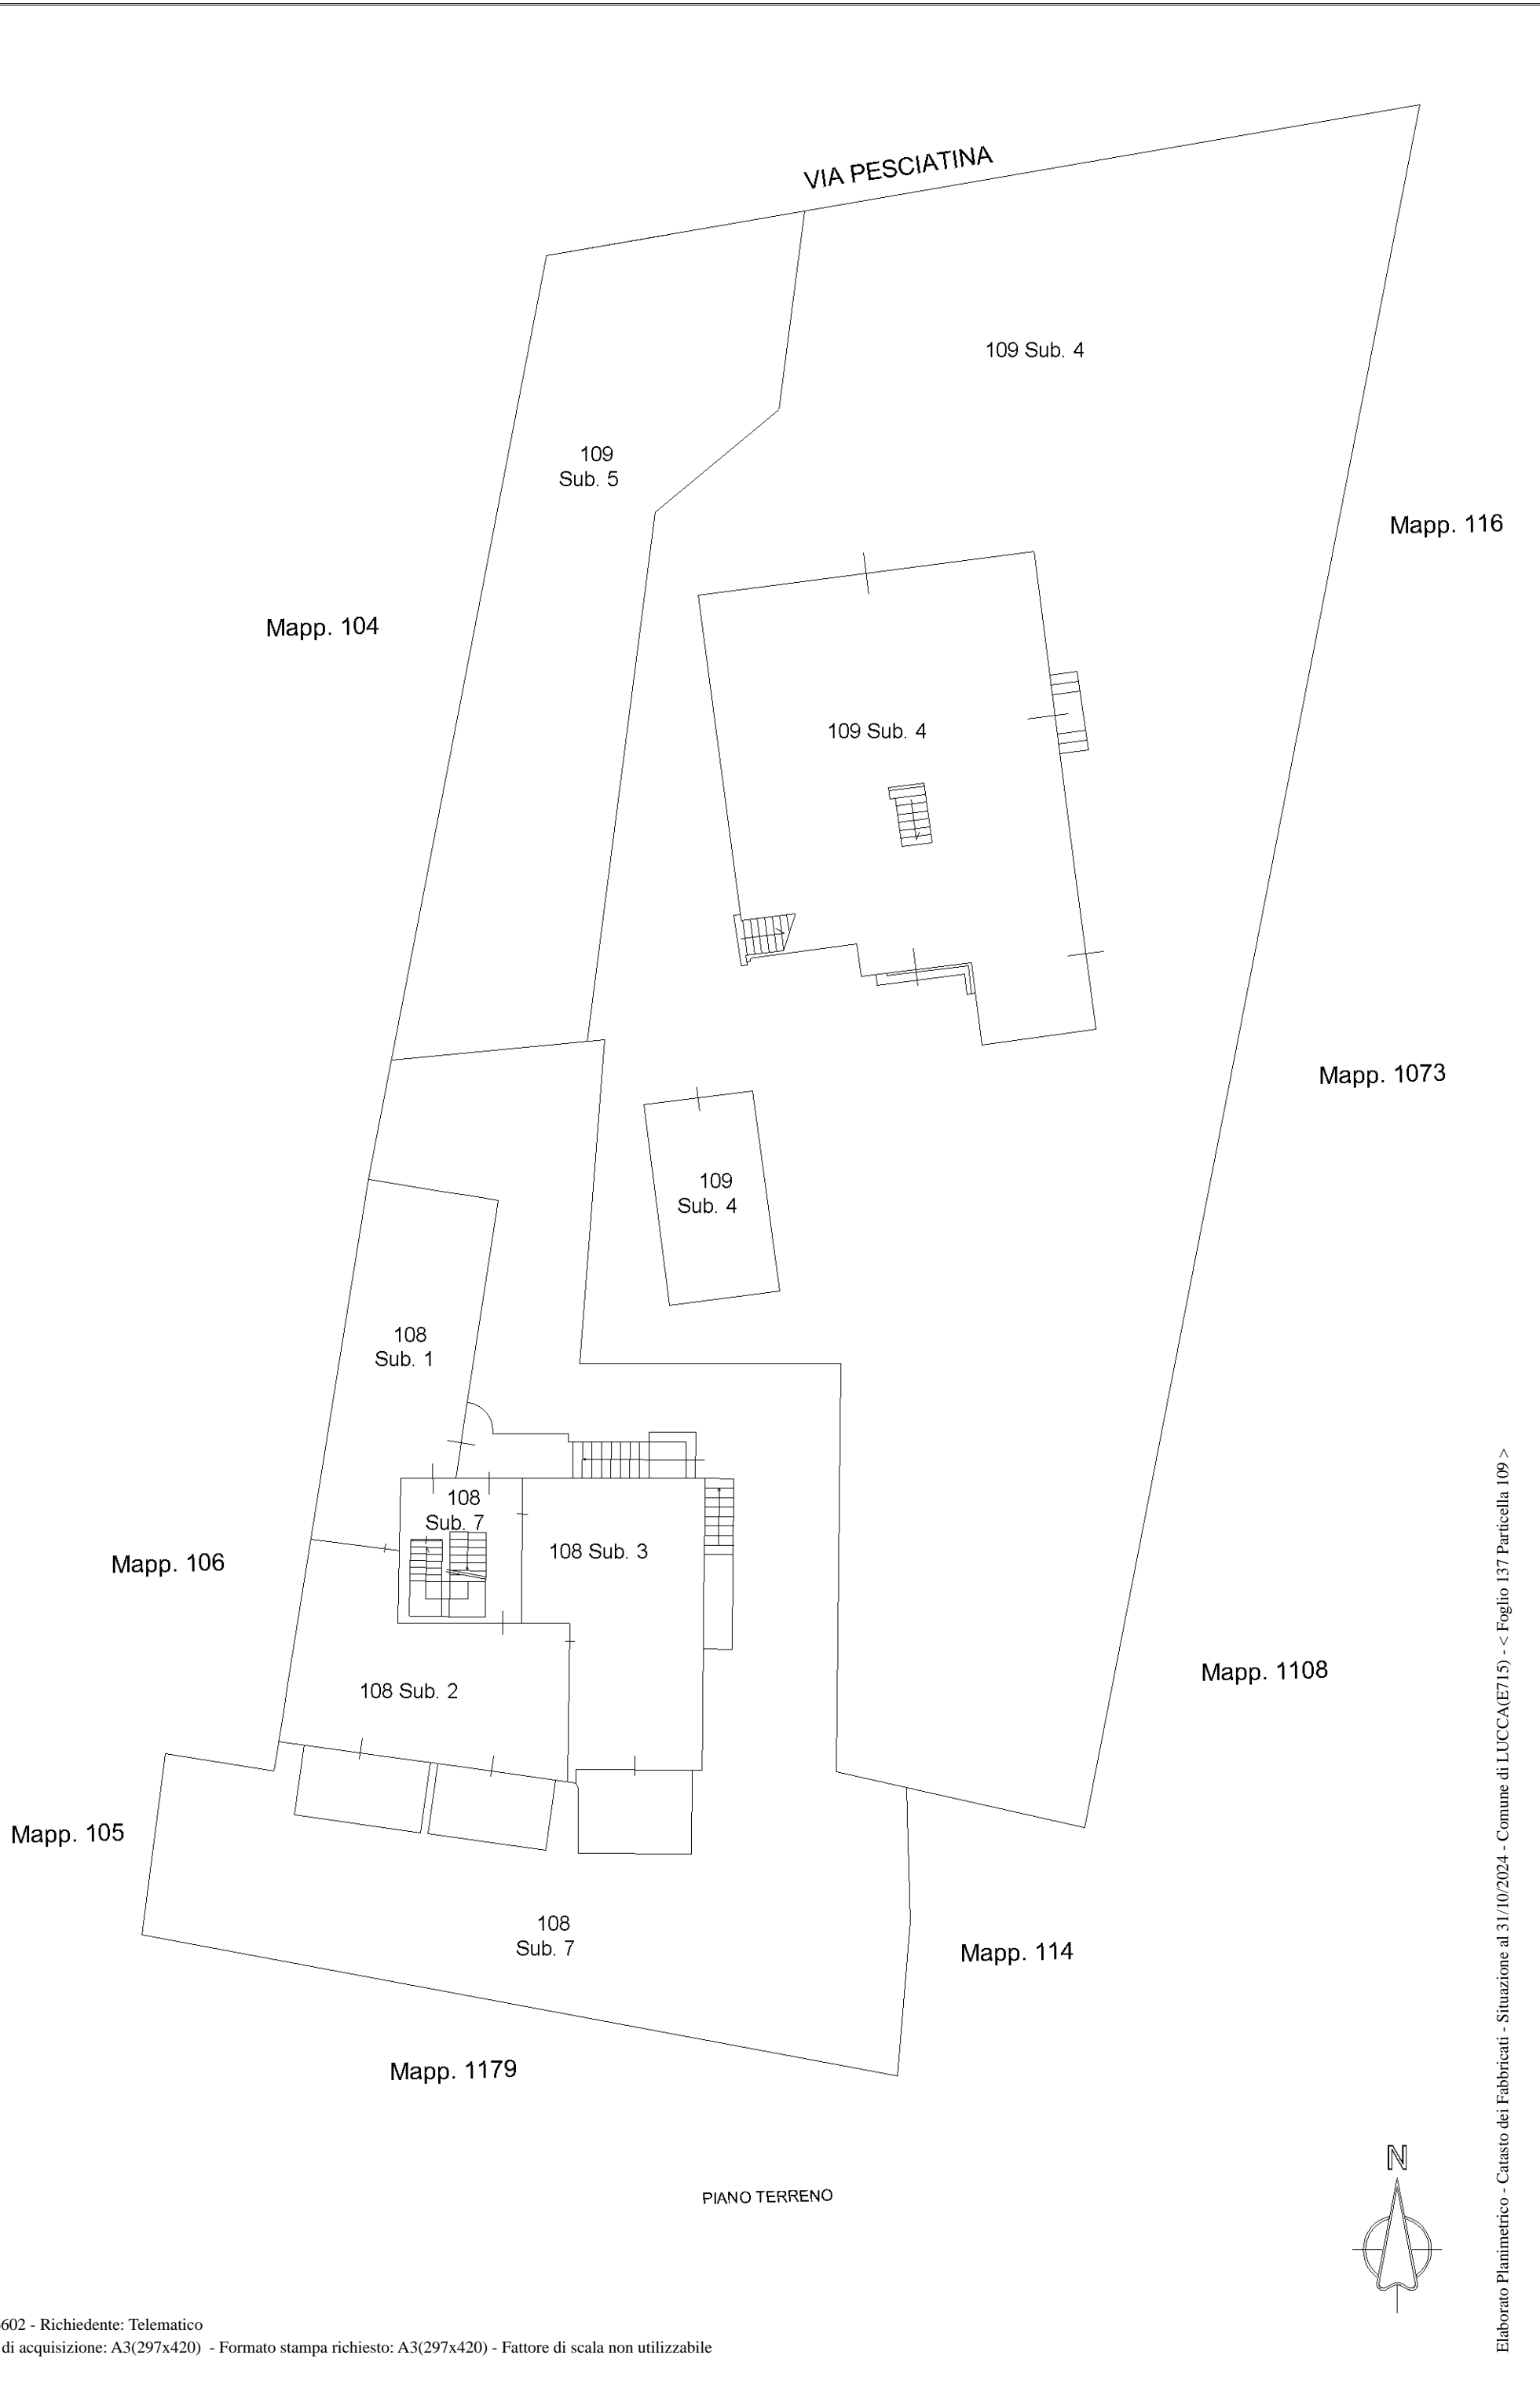 VIA PESCIATINA
109 Sub. 4
109
Sub. 5
Mapp. 116
Mapp. 104
109 Sub. 4
Mapp. 1073
109
Sub. 4
108
Sub. 1
108
Sub. 7
108 Sub. 3
Mapp. 106
Mapp. 1108
108 Sub. 2
Mapp. 105
108
Sub. 7
Mapp. 114
Mapp. 1179
N
PIANO TERRENO
602 - Richiedente: Telematico
di acquisizione: A3(297x420) - Formato stampa richiesto: A3(297x420) - Fattore di scala non utilizzabile
Elaborato Planimetrico - Catasto dei Fabbricati - Situazione al 31/10/2024 - Comune di LUCCA(E715) - < Foglio 137 Particella 109 >